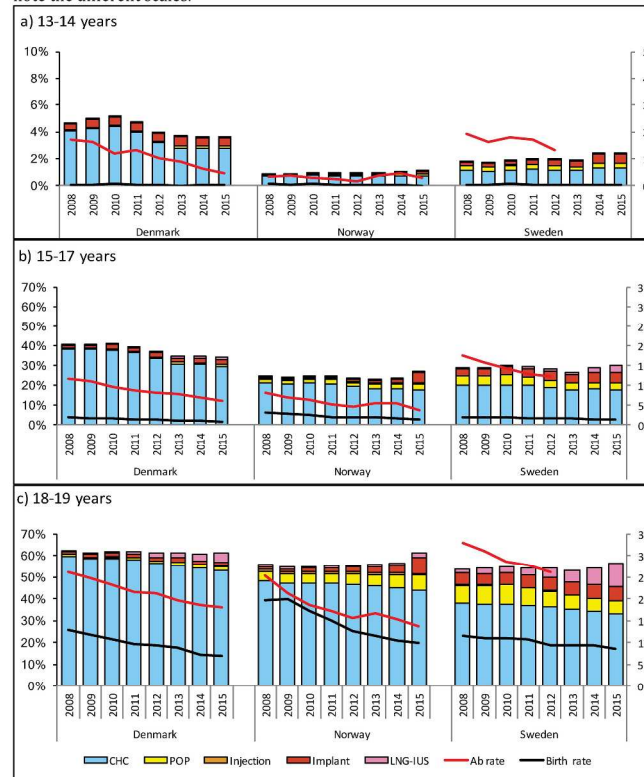 note the different scales.
a) 13-14 years
10%
8%
6%
4%
2%
0%
2008 2009 2010 2011 2012 2013 2014 2015 2008 2009 2010 2011 2012 2013 2014 2015 2008 2009 2010 2011 2012 2013 2014 2015
Denmark Norway Sweden
b) 15-17 years
70%
60%
50%
40%
30%
20%
10%
0%
2008 2009 2010 2011 2012 2013 2014 2015 2008 2009 2010 2011 2012 2013 2014 2015 2008 2009 2010 2011 2012 2013 2014 2015
Denmark Norway Sweden
c) 18-19 years
70%
60%
50%
40%
30%
20%
10%
0%
2008 2009 2010 2011 2012 2013 2014 2015 2008 2009 2010 2011 2012 2013 2014 2015 2008 2009 2010 2011 2012 2013 2014 2015
Denmark Norway Sweden
CHC POP Injection Implant LNG-IUS Ab rate Birth rate